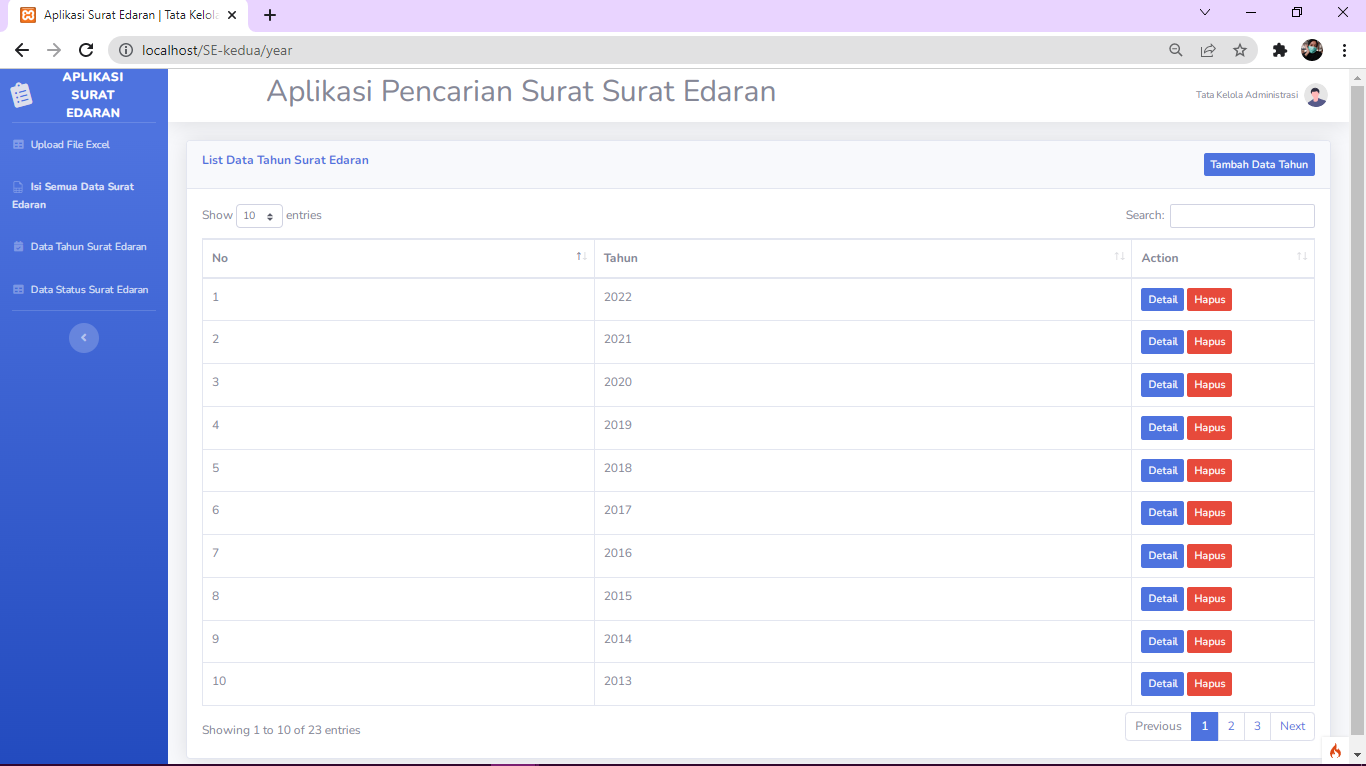 Aplikasi Surat Edaran | Tata Kelola
localhost/SE-kedua/year
APLIKASI
SURAT
EDARAN
Upload File Excel
Isi Semua Data Surat
Edaran
Data Tahun Surat Edaran
Data Status Surat Edaran
Aplikasi Pencarian Surat Surat Edaran
Tata Kelola Administrasi
List Data Tahun Surat Edaran
Tambah Data Tahun
Show 10 entries
Search:
No Tahun Action
1 2022 Detail Hapus
2 2021 Detail Hapus
3 2020 Detail Hapus
4 2019 Detail Hapus
5 2018 Detail Hapus
6 2017 Detail Hapus
7 2016 Detail Hapus
8 2015 Detail Hapus
9 2014 Detail Hapus
10 2013 Detail Hapus
Showing 1 to 10 of 23 entries
Previous 1 2 3 Next